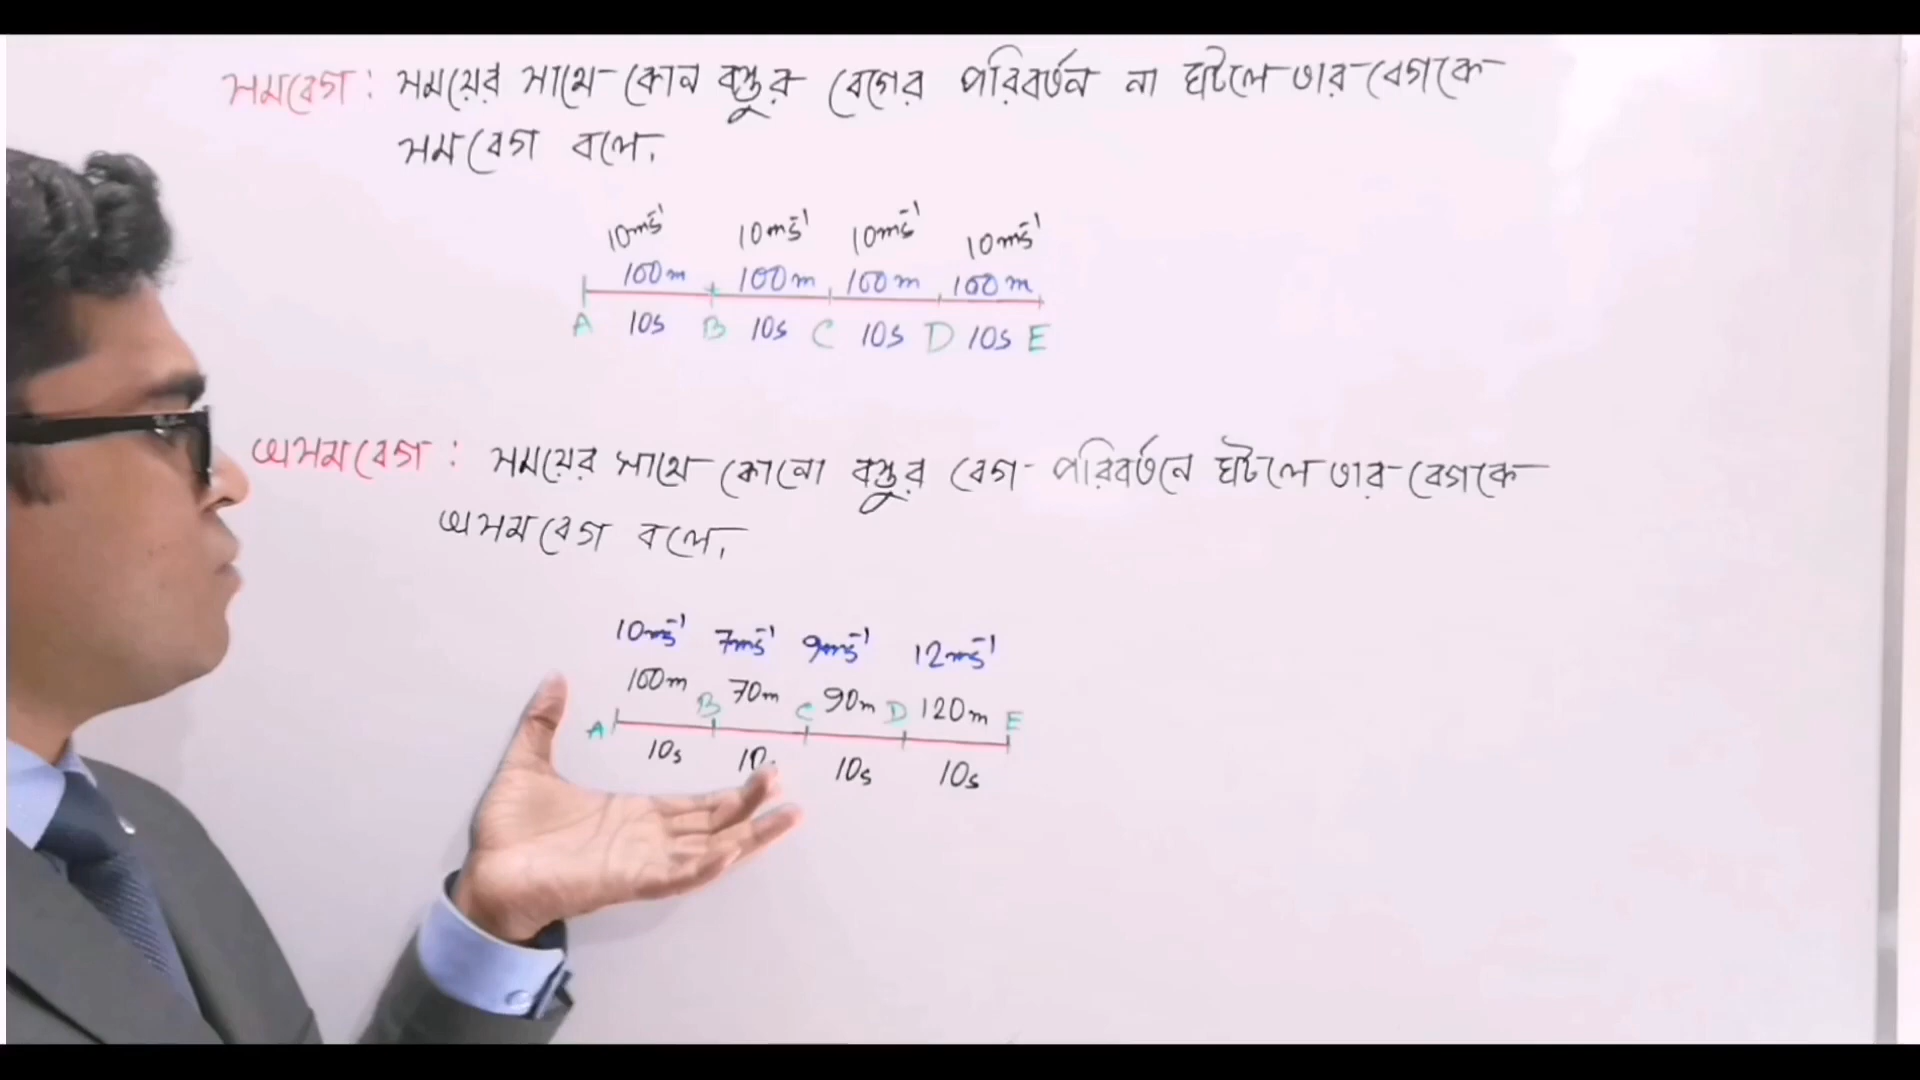 সমবেগ : সময়ের সাথে কোন বস্তুর বেগের পরিবর্তন না ঘটলে তার বেগকে
সমবেগ বলে।
10ms⁻¹ 10ms⁻¹ 10ms⁻¹ 10ms⁻¹
100m 100m 100m 100m
A 10s B 10s C 10s D 10s E
অসমবেগ : সময়ের সাথে কোনো বস্তুর বেগ পরিবর্তনে ঘটলে তার বেগকে
অসমবেগ বলে।
10ms⁻¹ 7ms⁻¹ 9ms⁻¹ 12ms⁻¹
100m 70m 90m 120m
A B C D E
10s 10s 10s 10s